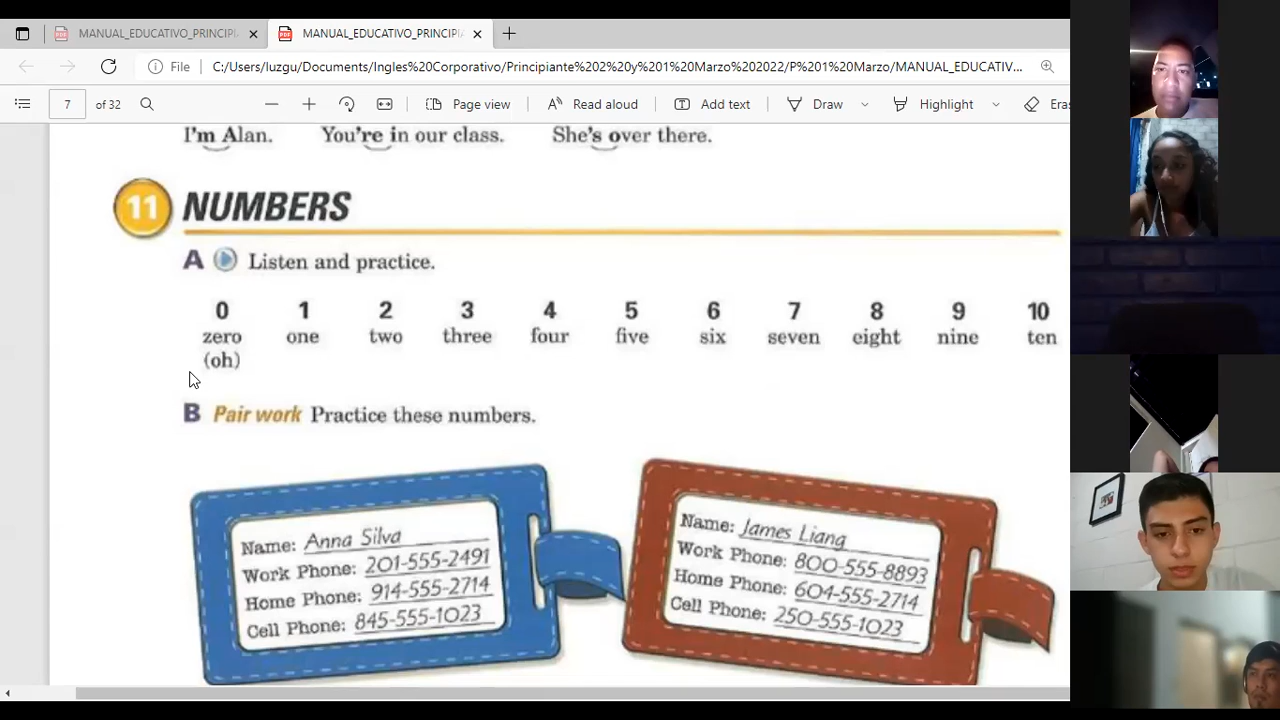 MANUAL_EDUCATIVO_PRINCIPI
MANUAL_EDUCATIVO_PRINCIPI
File
C:/Users/luzgu/Documents/Ingles%20Corporativo/Principiante%202%20y%201%20Marzo%202022/P%201%20Marzo/MANUAL_EDUCATIV...
7
of 32
Page view
Read aloud
Add text
Draw
Highlight
Eras
I'm Alan. You're in our class. She's over there.
11 NUMBERS
A Listen and practice.
0 1 2 3 4 5 6 7 8 9 10
zero one two three four five six seven eight nine ten
(oh)
B Pair work Practice these numbers.
Name: Anna Silva
Work Phone: 201-555-2491
Home Phone: 914-555-2714
Cell Phone: 845-555-1023
Name: James Liang
Work Phone: 800-555-8893
Home Phone: 604-555-2714
Cell Phone: 250-555-1023